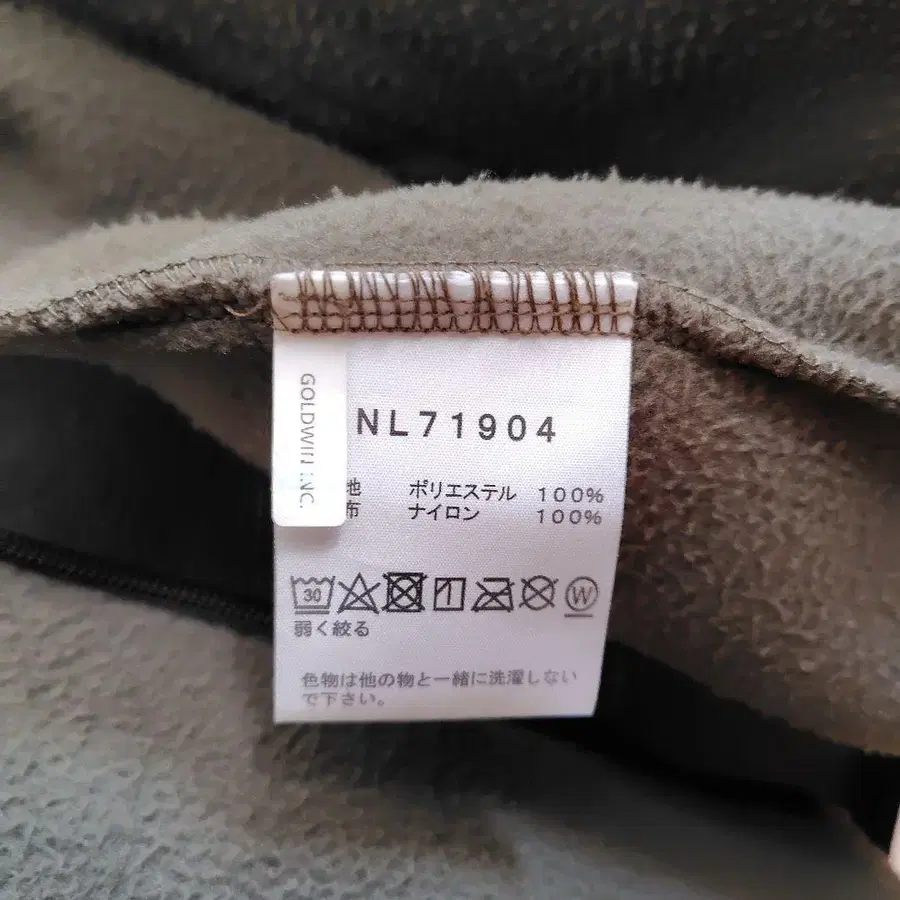 GOLDWIN INC.
NL71904
地 ポリエステル 100%
布 ナイロン 100%
30
W
弱く絞る
色物は他の物と一緒に洗濯しない
で下さい。